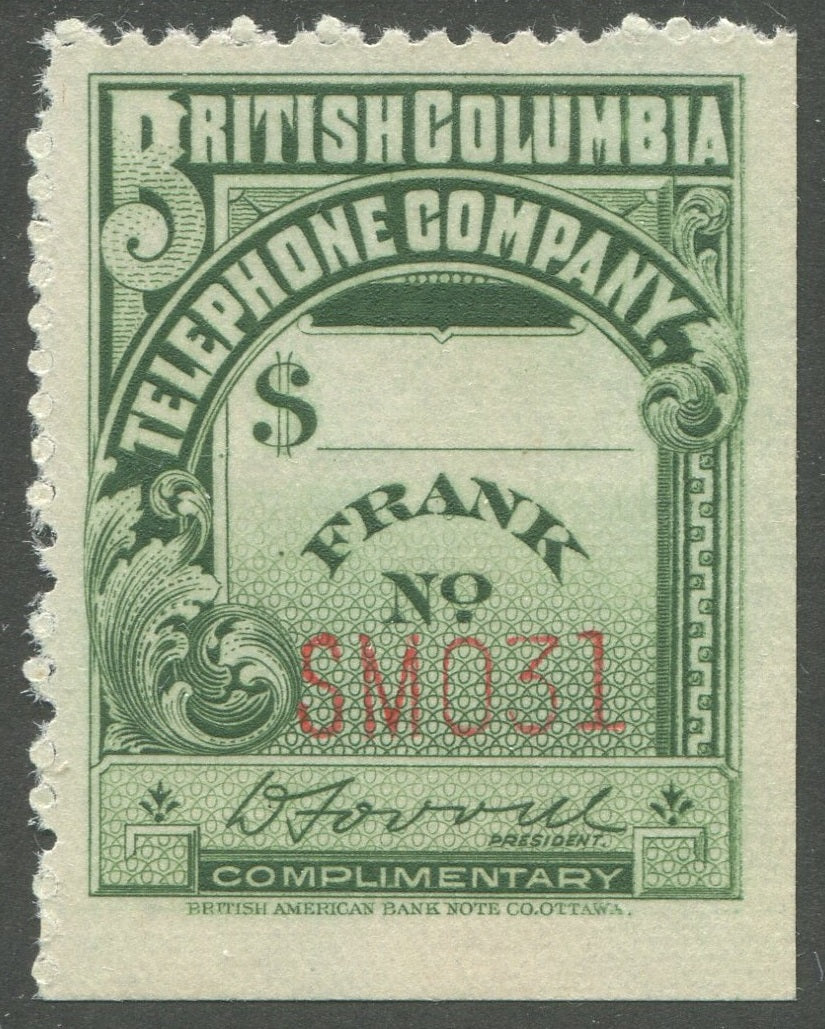 BRITISH COLUMBIA
TELEPHONE COMPANY.
$
FRANK
No
SM031
PRESIDENT.
COMPLIMENTARY
BRITISH AMERICAN BANK NOTE CO. OTTAWA.